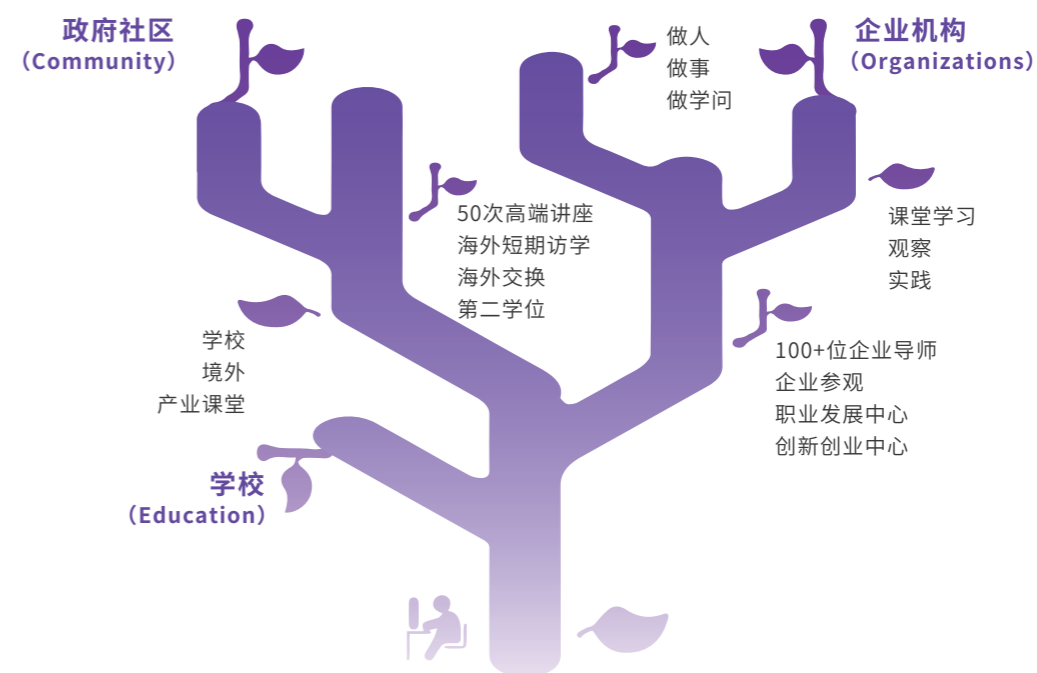 政府社区
（Community）
企业机构
（Organizations）
做人
做事
做学问
50次高端讲座
海外短期访学
海外交换
第二学位
课堂学习
观察
实践
学校
境外
产业课堂
100+位企业导师
企业参观
职业发展中心
创新创业中心
学校
（Education）